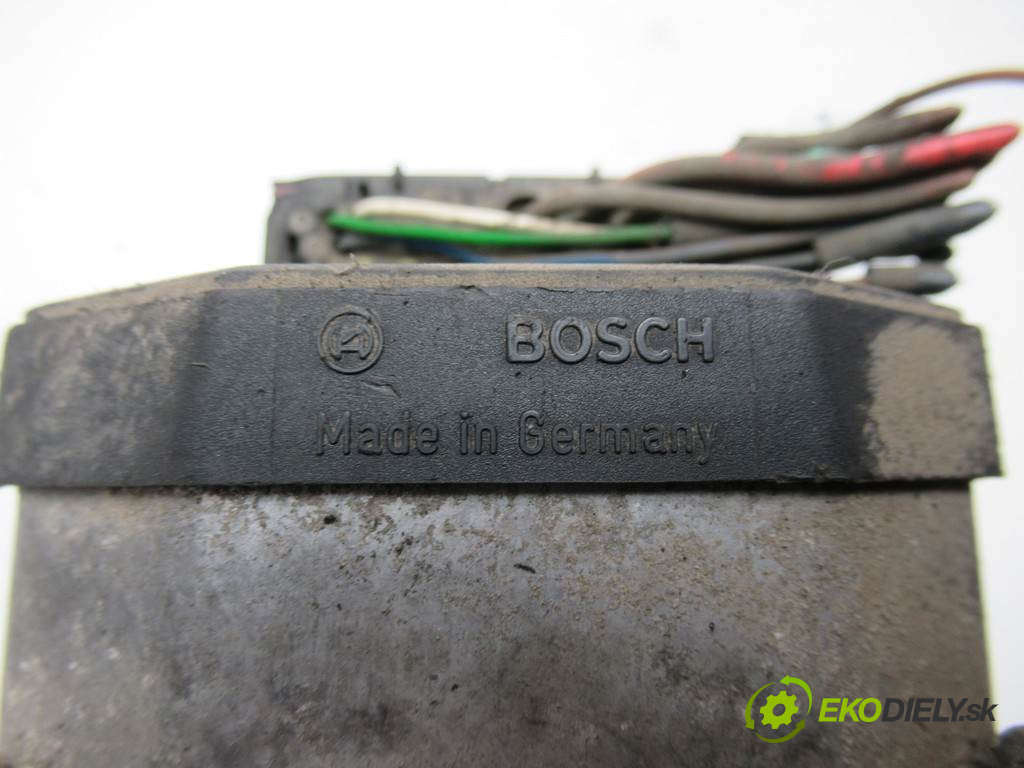 BOSCH
Made in Germany
EKODIELY.sk